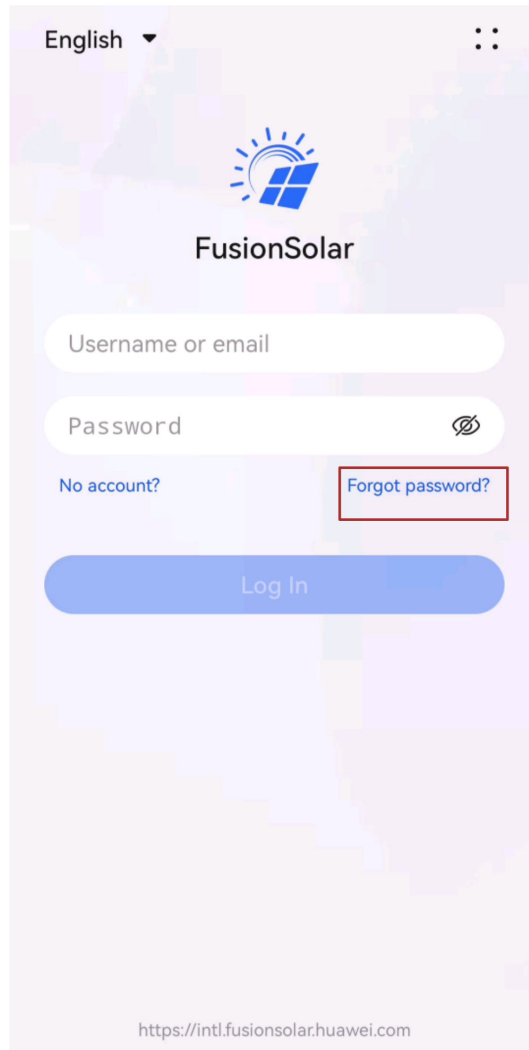 English
FusionSolar
Username or email
Password
No account? Forgot password?
Log In
https://intl.fusionsolar.huawei.com